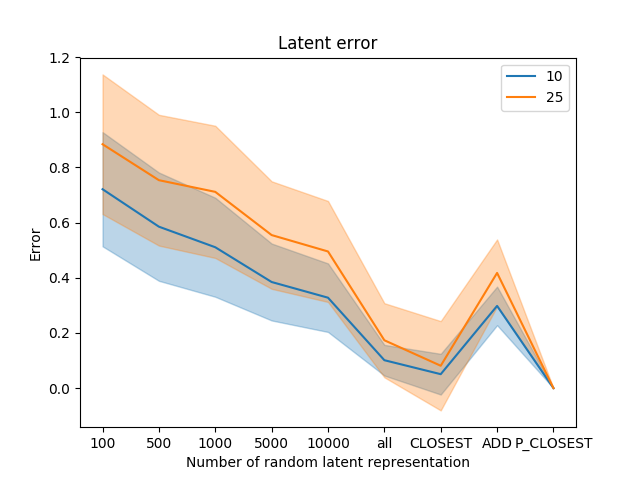 Latent error
1.2
1.0
0.8
0.6
0.4
0.2
0.0
Error
10
25
100 500 1000 5000 10000 all CLOSEST ADD P_CLOSEST
Number of random latent representation